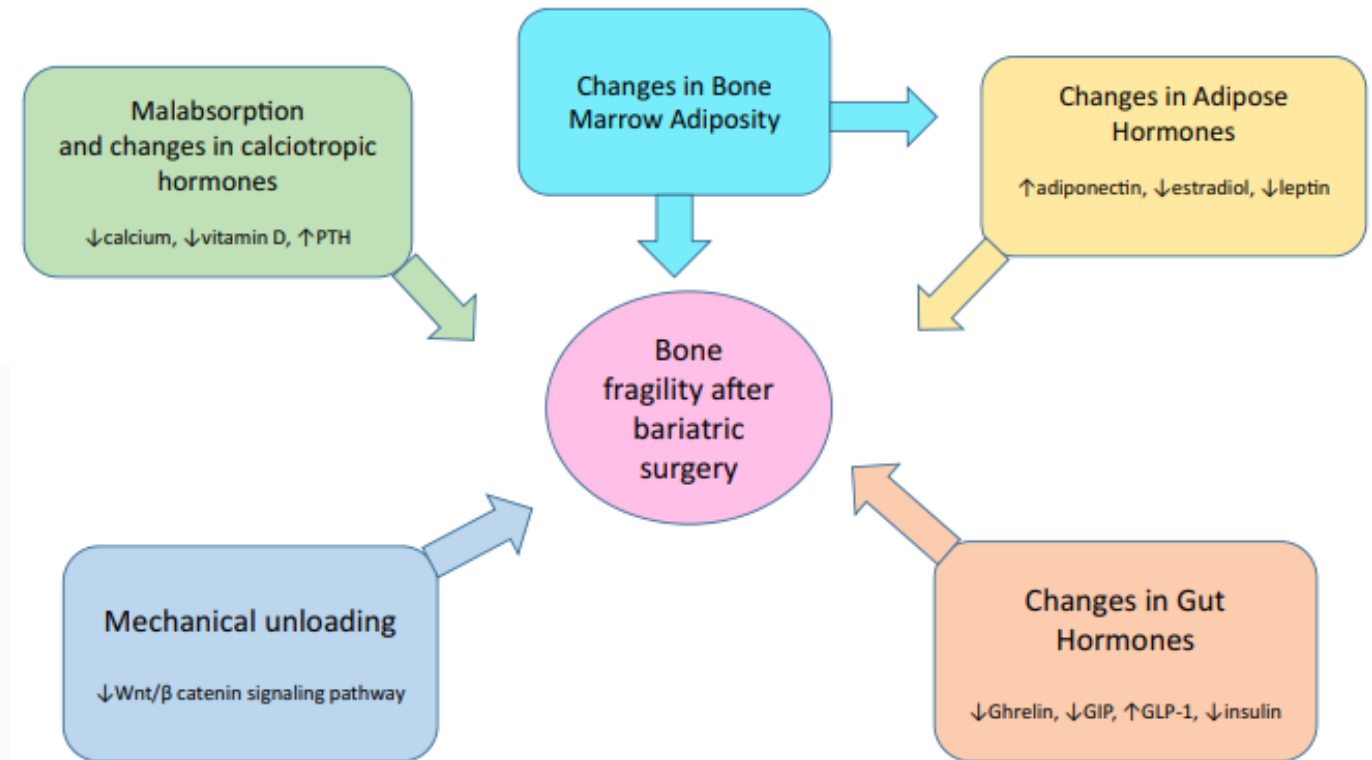 Changes in Bone
Marrow Adiposity
Malabsorption
and changes in calciotropic
hormones
↓calcium, ↓vitamin D, ↑PTH
Changes in Adipose
Hormones
↑adiponectin, ↓estradiol, ↓leptin
Bone
fragility after
bariatric
surgery
Mechanical unloading
↓Wnt/β catenin signaling pathway
Changes in Gut
Hormones
↓Ghrelin, ↓GIP, ↑GLP-1, ↓insulin